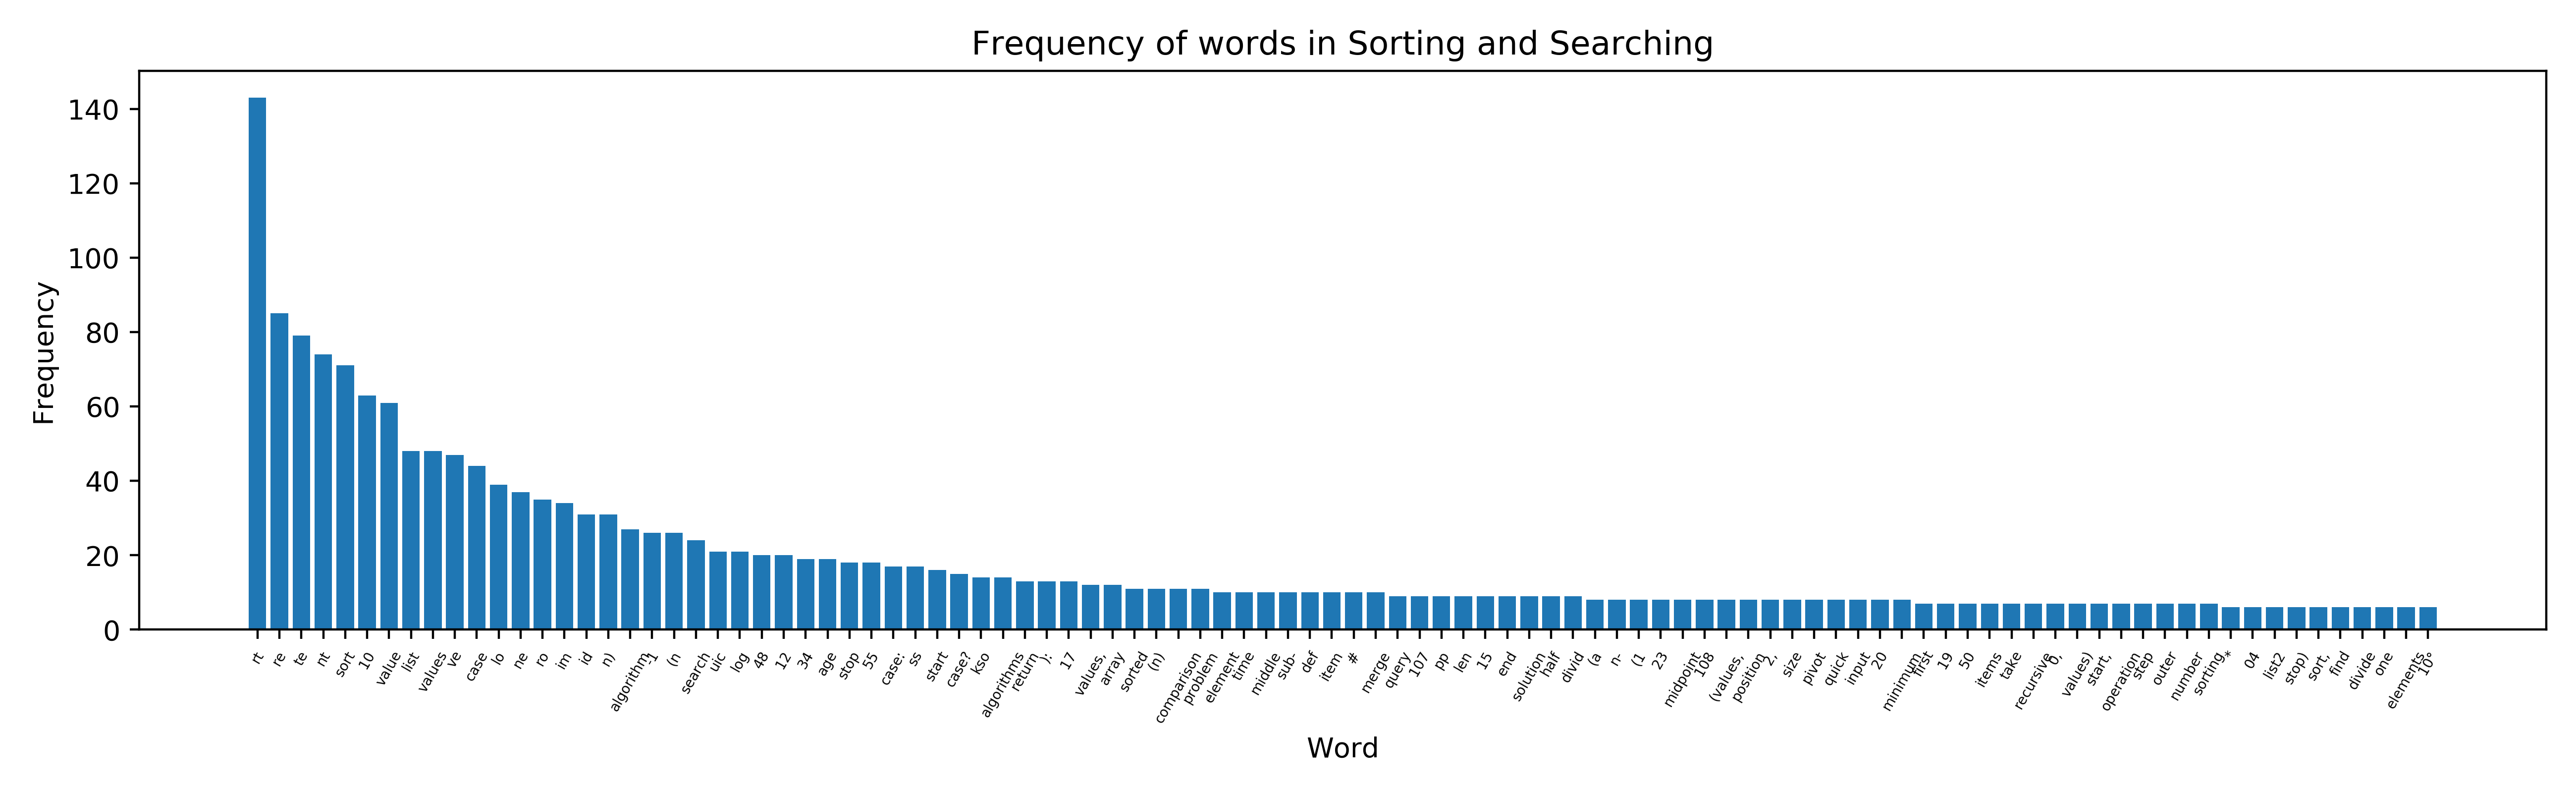 Frequency of words in Sorting and Searching
Frequency
140
120
100
80
60
40
20
0
rt re te nt sort 10 value list values ve case lo ne ro im id n) algorithm -1 (n search uic log 48 12 34 age stop 55 case: ss start case? kso algorithms return ): 17 values, array sorted (n) comparison problem element time middle sub- def item # merge query 107 pp len 15 end solution half divid (a n- (1 23 midpoint 108 (values, position 2, size pivot quick input 20 minimum first 19 50 items take recursive 0, values) start, operation step outer number sorting * 04 list2 stop) sort, find divide one elements 10°
Word